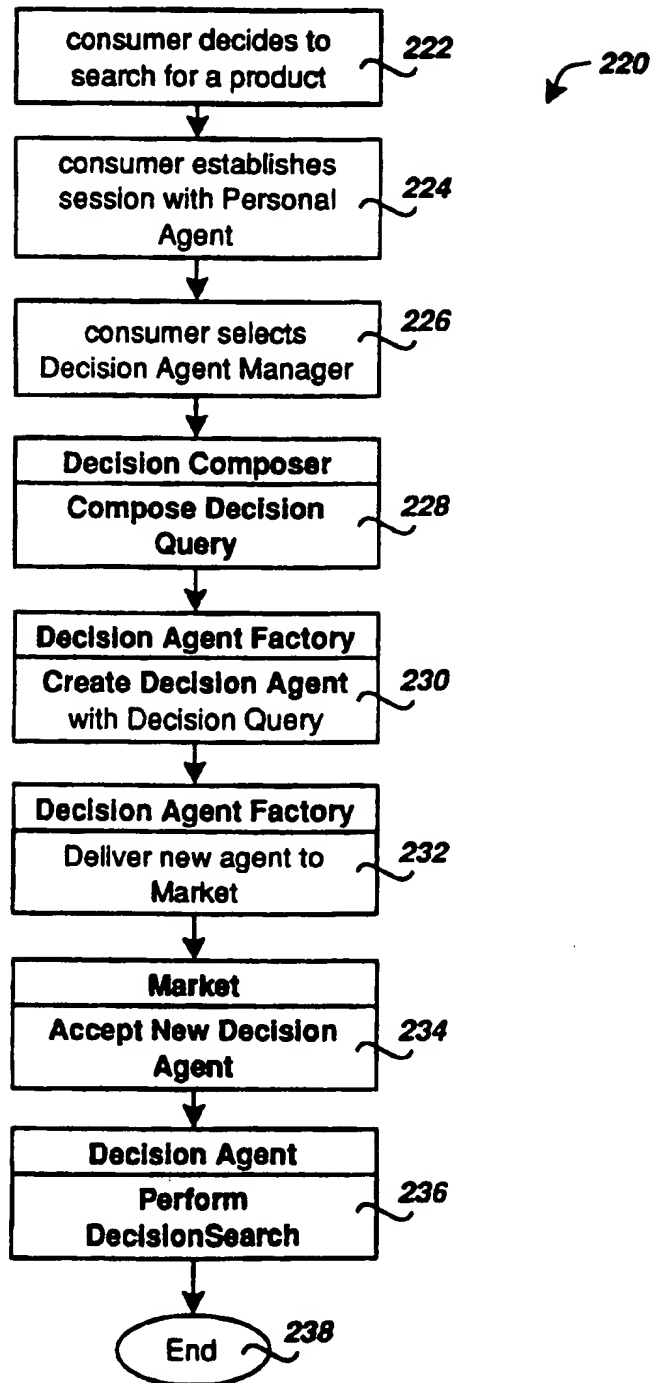 consumer decides to
search for a product
222
220
consumer establishes
session with Personal
Agent
224
consumer selects
Decision Agent Manager
226
Decision Composer
Compose Decision
Query
228
Decision Agent Factory
Create Decision Agent
with Decision Query
230
Decision Agent Factory
Deliver new agent to
Market
232
Market
Accept New Decision
Agent
234
Decision Agent
Perform
DecisionSearch
236
End
238